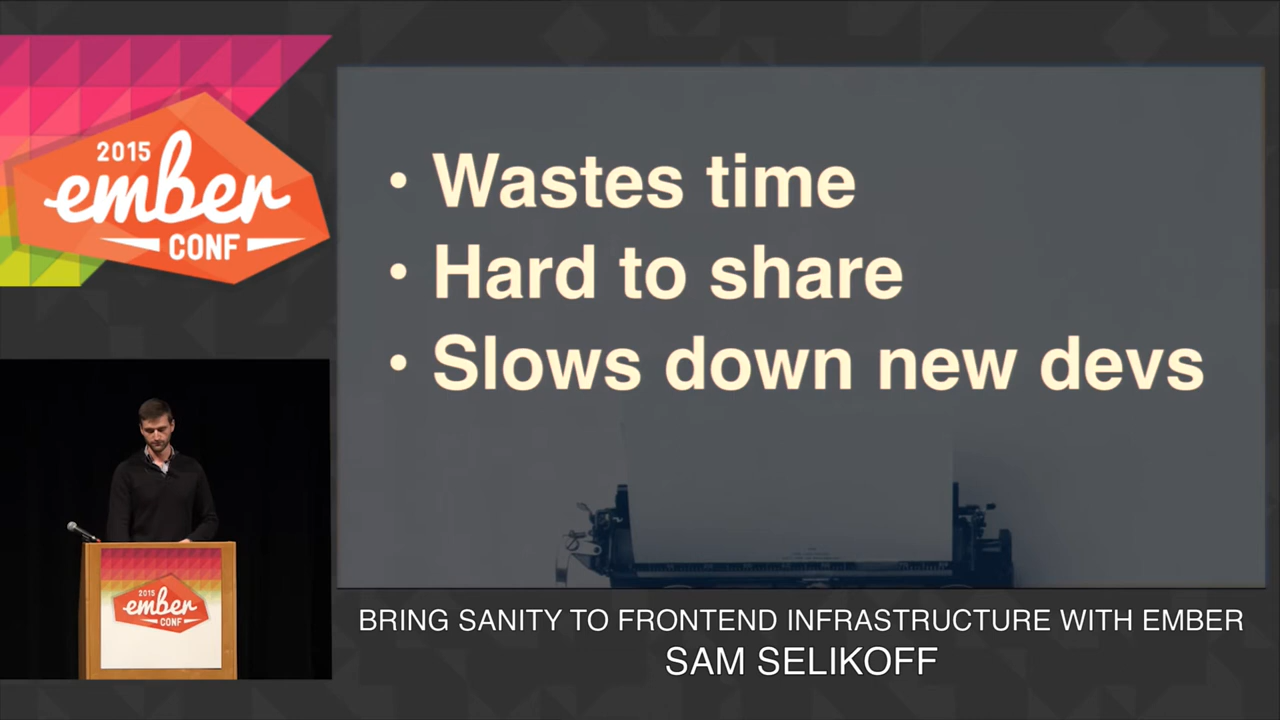 2015
ember
CONF
• Wastes time
• Hard to share
• Slows down new devs
2015
ember
CONF
BRING SANITY TO FRONTEND INFRASTRUCTURE WITH EMBER
SAM SELIKOFF